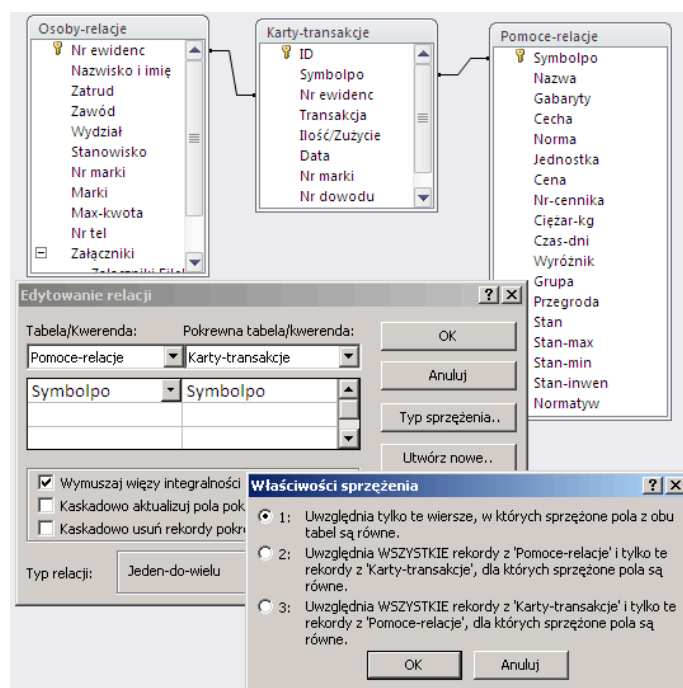 Osoby-relacje
Nr ewidenc
Nazwisko i imię
Zatrud
Zawód
Wydział
Stanowisko
Nr marki
Marki
Max-kwota
Nr tel
Załączniki
Karty-transakcje
ID
Symbolpo
Nr ewidenc
Transakcja
Ilość/Zużycie
Data
Nr marki
Nr dowodu
Pomoce-relacje
Symbolpo
Nazwa
Gabaryty
Cecha
Norma
Jednostka
Cena
Nr-cennika
Ciężar-kg
Czas-dni
Wyróżnik
Grupa
Przegroda
Stan
Stan-max
Stan-min
Stan-inwen
Normatyw
Edytowanie relacji
Tabela/Kwerenda: Pokrewna tabela/kwerenda:
Pomoce-relacje Karty-transakcje
Symbolpo Symbolpo
OK
Anuluj
Typ sprzężenia..
Utwórz nowe..
Wymuszaj więzy integralności
Kaskadowo aktualizuj pola pok
Kaskadowo usuń rekordy pokr
Typ relacji: Jeden-do-wielu
Właściwości sprzężenia
1: Uwzględnia tylko te wiersze, w których sprzężone pola z obu
tabel są równe.
2: Uwzględnia WSZYSTKIE rekordy z 'Pomoce-relacje' i tylko te
rekordy z 'Karty-transakcje', dla których sprzężone pola są
równe.
3: Uwzględnia WSZYSTKIE rekordy z 'Karty-transakcje' i tylko te
rekordy z 'Pomoce-relacje', dla których sprzężone pola są
równe.
OK Anuluj